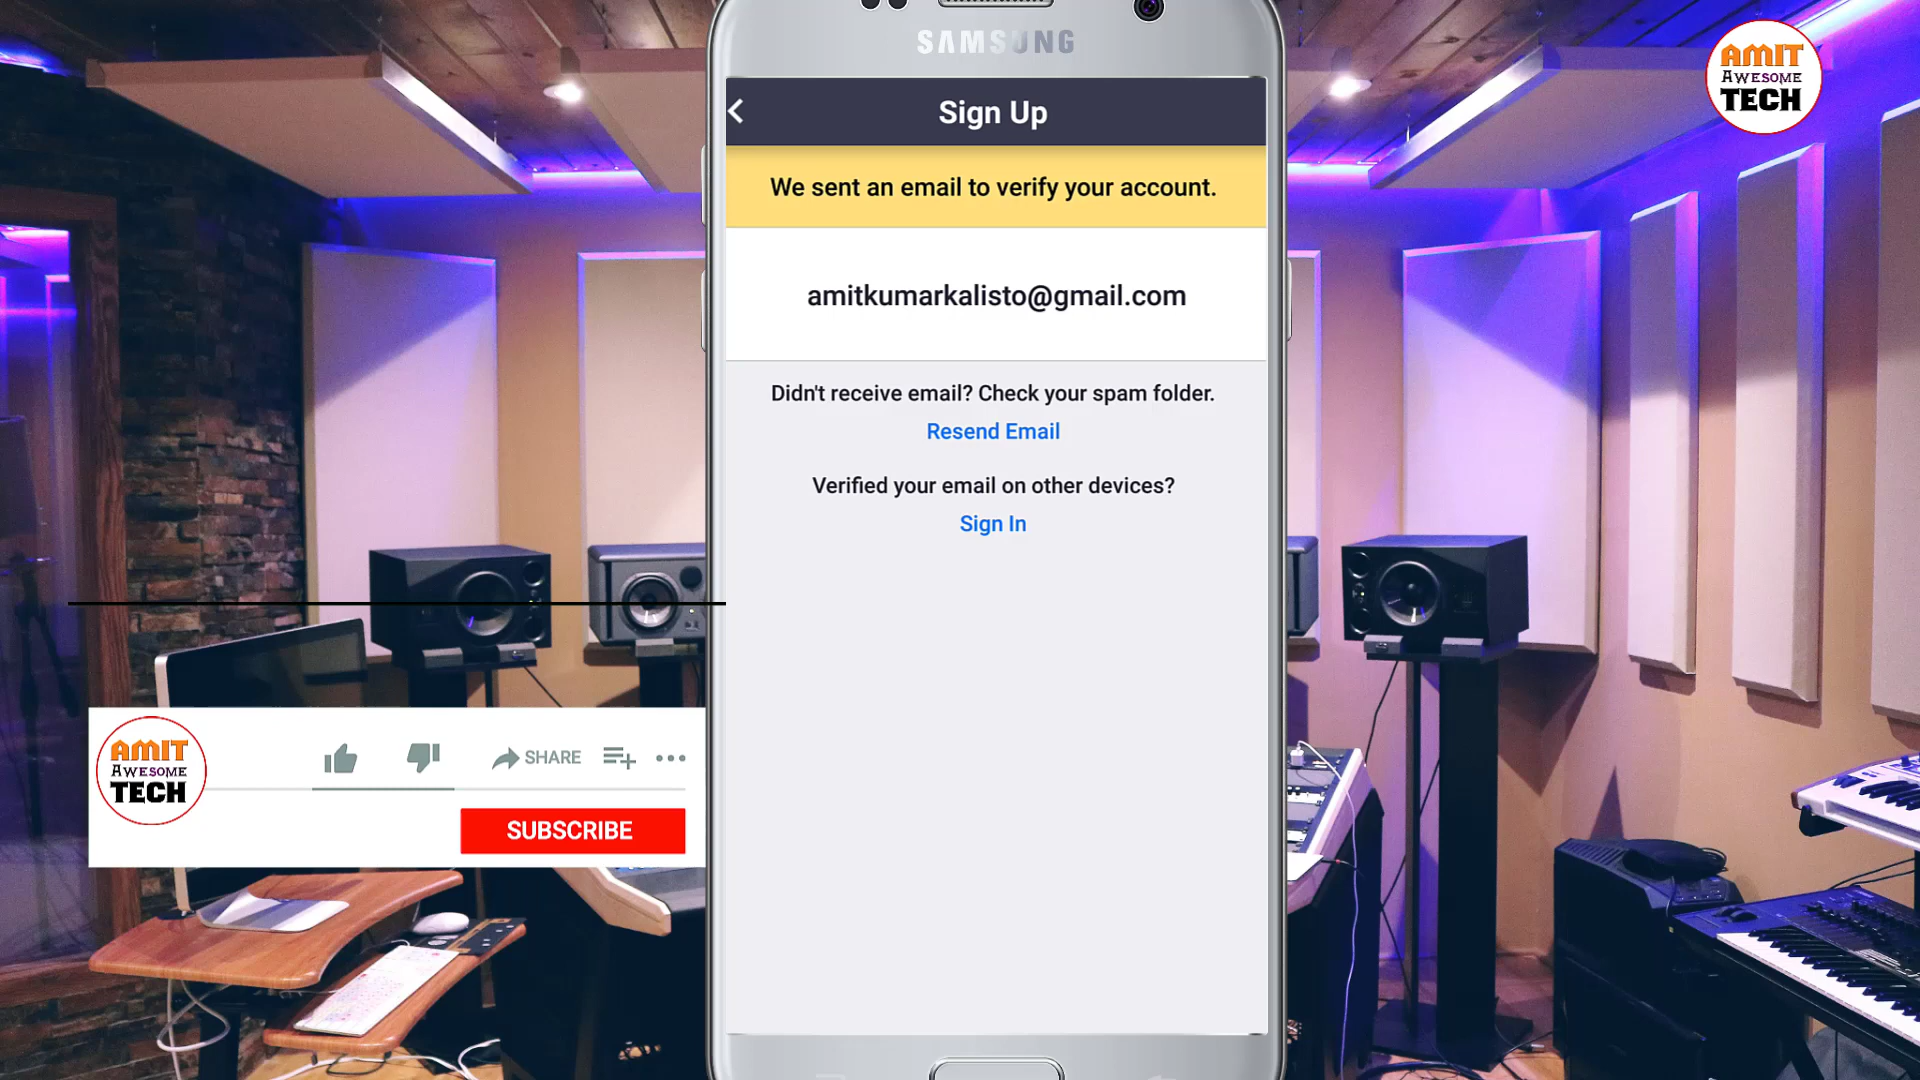 SAMSUNG
AMIT
AWESOME
TECH
Sign Up
We sent an email to verify your account.
amitkumarkalisto@gmail.com
Didn't receive email? Check your spam folder.
Resend Email
Verified your email on other devices?
Sign In
AMIT
AWESOME
TECH
SHARE
SUBSCRIBE